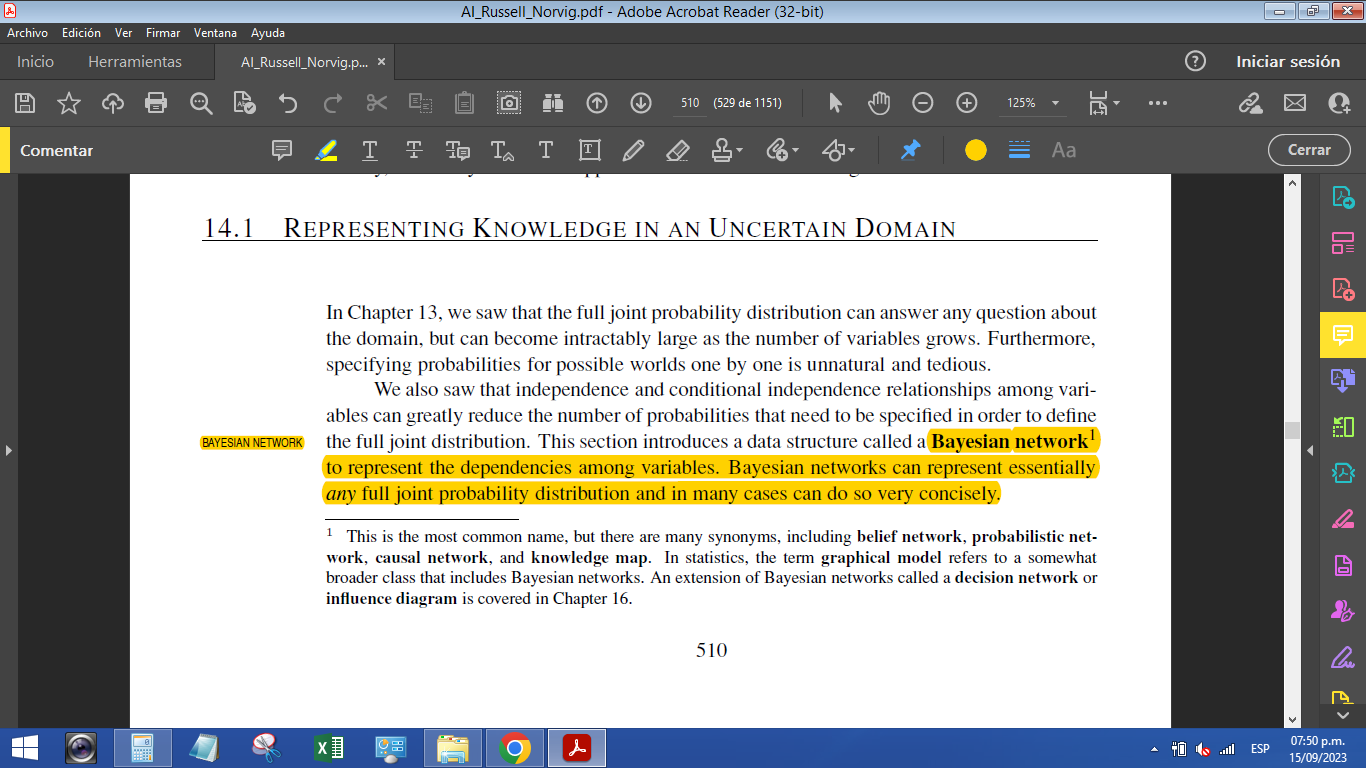 AI_Russell_Norvig.pdf - Adobe Acrobat Reader (32-bit)
Archivo Edición Ver Firmar Ventana Ayuda
Inicio Herramientas AI_Russell_Norvig.p... × Iniciar sesión
510 (529 de 1151) 125%
Comentar Cerrar
14.1 REPRESENTING KNOWLEDGE IN AN UNCERTAIN DOMAIN
In Chapter 13, we saw that the full joint probability distribution can answer any question about
the domain, but can become intractably large as the number of variables grows. Furthermore,
specifying probabilities for possible worlds one by one is unnatural and tedious.
We also saw that independence and conditional independence relationships among vari-
ables can greatly reduce the number of probabilities that need to be specified in order to define
BAYESIAN NETWORK
the full joint distribution. This section introduces a data structure called a Bayesian network1
to represent the dependencies among variables. Bayesian networks can represent essentially
any full joint probability distribution and in many cases can do so very concisely.
1 This is the most common name, but there are many synonyms, including belief network, probabilistic net-
work, causal network, and knowledge map. In statistics, the term graphical model refers to a somewhat
broader class that includes Bayesian networks. An extension of Bayesian networks called a decision network or
influence diagram is covered in Chapter 16.
510
ESP
07:50 p.m.
15/09/2023